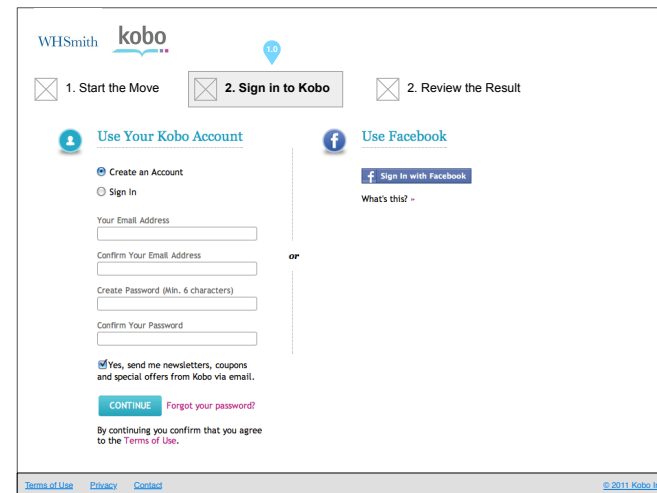 WHSmith kobo
1.0
1. Start the Move
2. Sign in to Kobo
2. Review the Result
Use Your Kobo Account
Create an Account
Sign In
Your Email Address
Confirm Your Email Address
Create Password (Min. 6 characters)
Confirm Your Password
Yes, send me newsletters, coupons
and special offers from Kobo via email.
CONTINUE Forgot your password?
By continuing you confirm that you agree
to the Terms of Use.
or
f Use Facebook
f Sign In with Facebook
What's this? »
Terms of Use Privacy Contact
© 2011 Kobo In